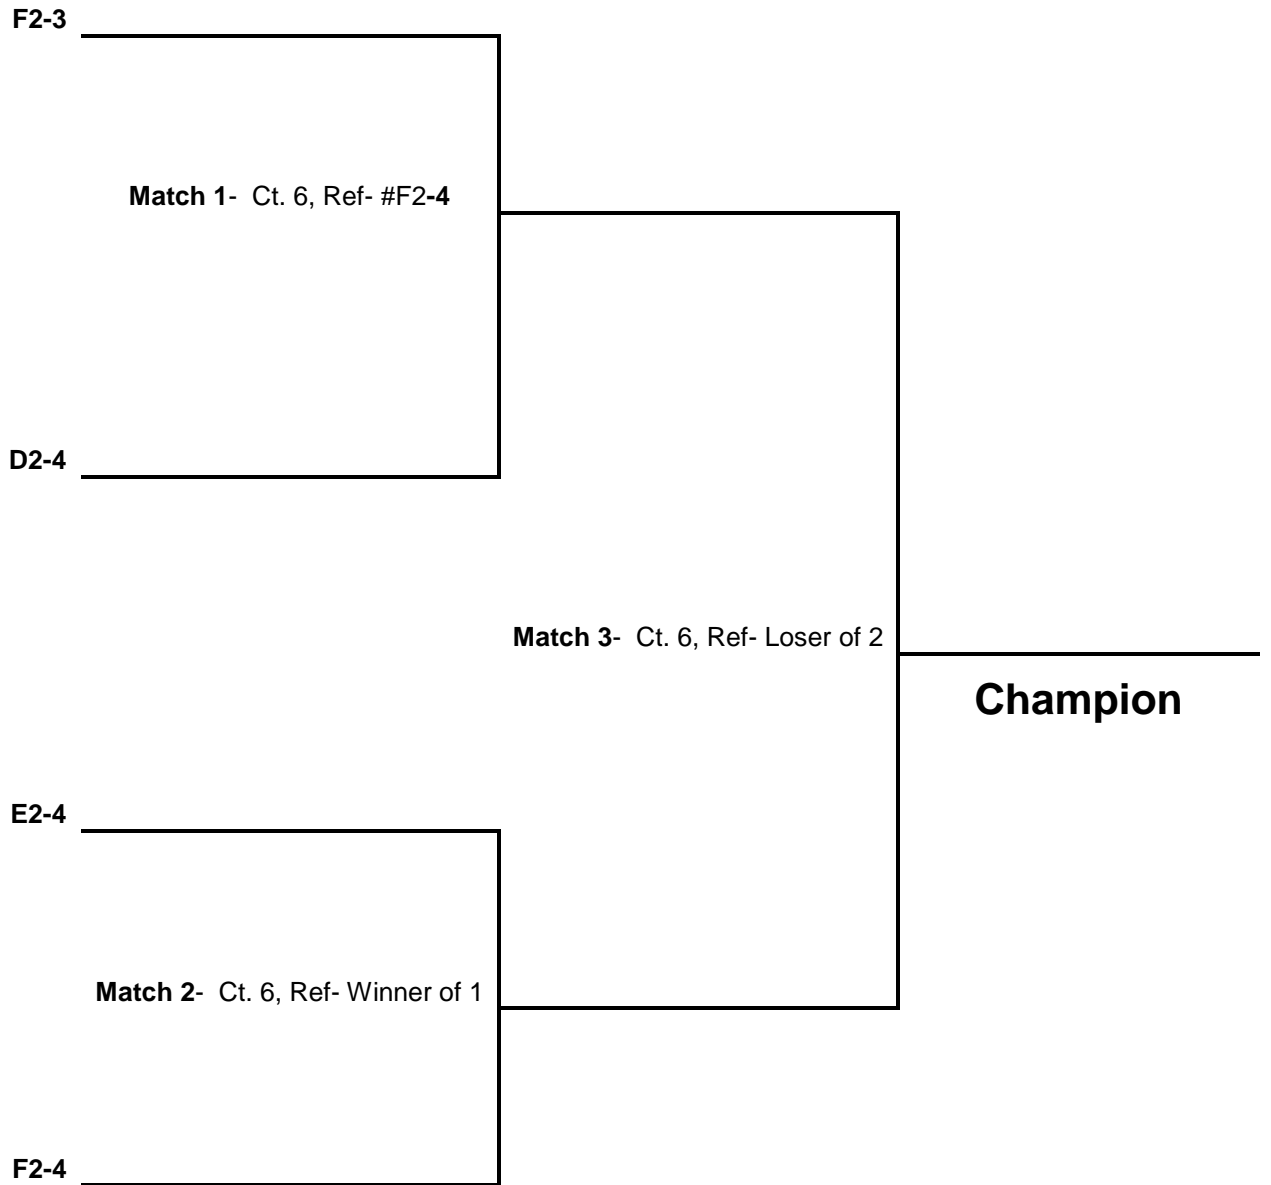 F2-3
Match 1-  Ct. 6, Ref- #F2-4
D2-4
Match 3-  Ct. 6, Ref- Loser of 2
Champion
E2-4
Match 2-  Ct. 6, Ref- Winner of 1
F2-4